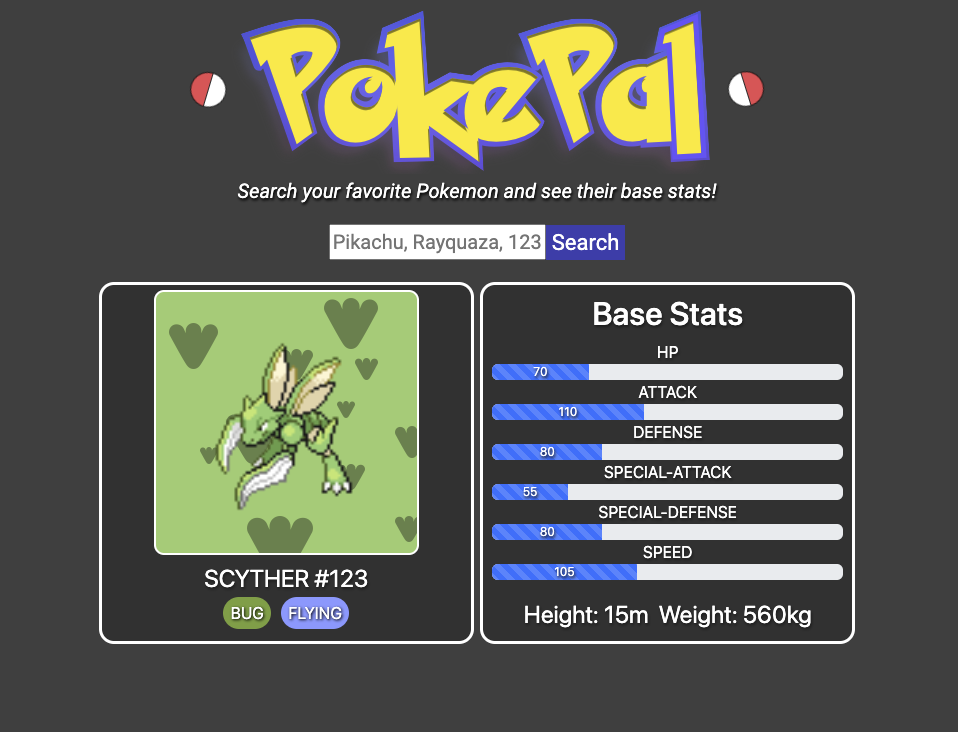 PokePal
Search your favorite Pokemon and see their base stats!
Pikachu, Rayquaza, 123 Search
SCYTHER #123
BUG FLYING
Base Stats
HP
70
ATTACK
110
DEFENSE
80
SPECIAL-ATTACK
55
SPECIAL-DEFENSE
80
SPEED
105
Height: 15m Weight: 560kg